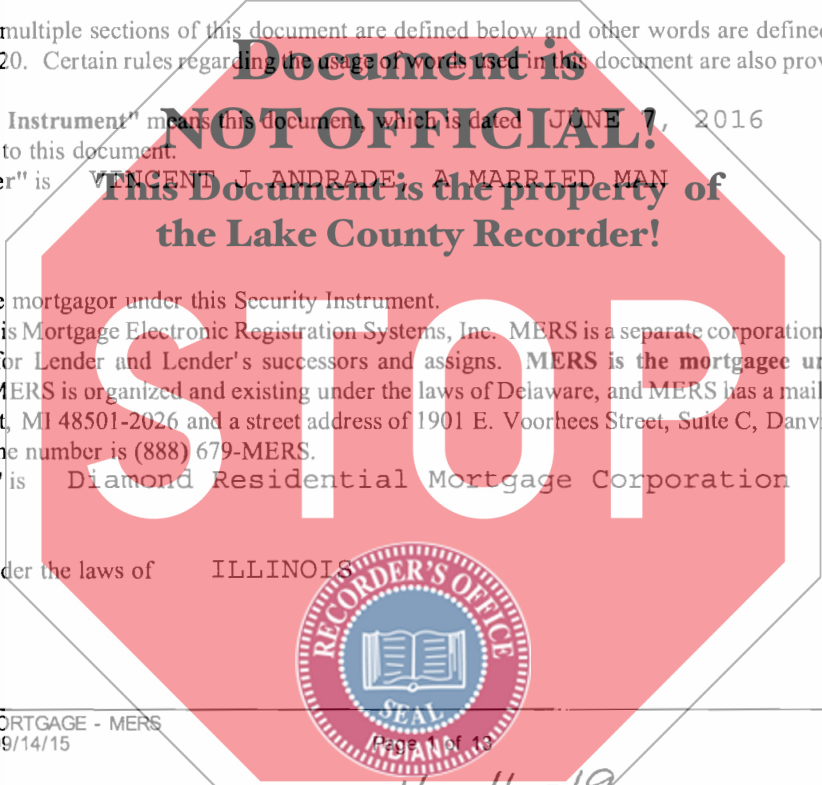 multiple sections of this document are defined below and other words are define
20. Certain rules regarding the usage of words used in this document are also prov
Document is
Instrument" means this document, which is dated JUNE 7, 2016
NOT OFFICIAL!
to this document.
r" is VINCENT J ANDRADE, A MARRIED MAN
This Document is the property of
the Lake County Recorder!
e mortgagor under this Security Instrument.
is Mortgage Electronic Registration Systems, Inc. MERS is a separate corporation
for Lender and Lender's successors and assigns. MERS is the mortgagee un
MERS is organized and existing under the laws of Delaware, and MERS has a mail
t, MI 48501-2026 and a street address of 1901 E. Voorhees Street, Suite C, Danv
e number is (888) 679-MERS.
STOP
" is Diamond Residential Mortgage Corporation
der the laws of ILLINOIS
RECORDER'S OFFICE
SEAL
INDIANA
ORTGAGE - MERS
9/14/15 Page 1 of 13